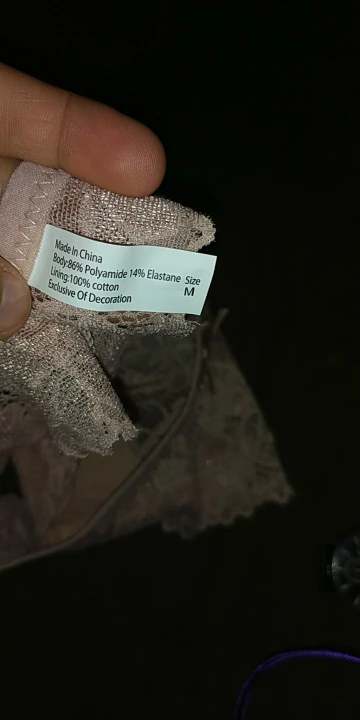 Made In China
Body:86% Polyamide 14% Elastane Size
Lining:100% cotton M
Exclusive Of Decoration